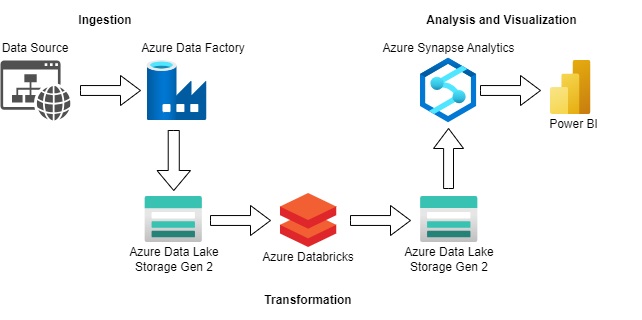 Ingestion
Analysis and Visualization
Data Source
Azure Data Factory
Azure Synapse Analytics
Power BI
Azure Data Lake
Storage Gen 2
Azure Databricks
Azure Data Lake
Storage Gen 2
Transformation